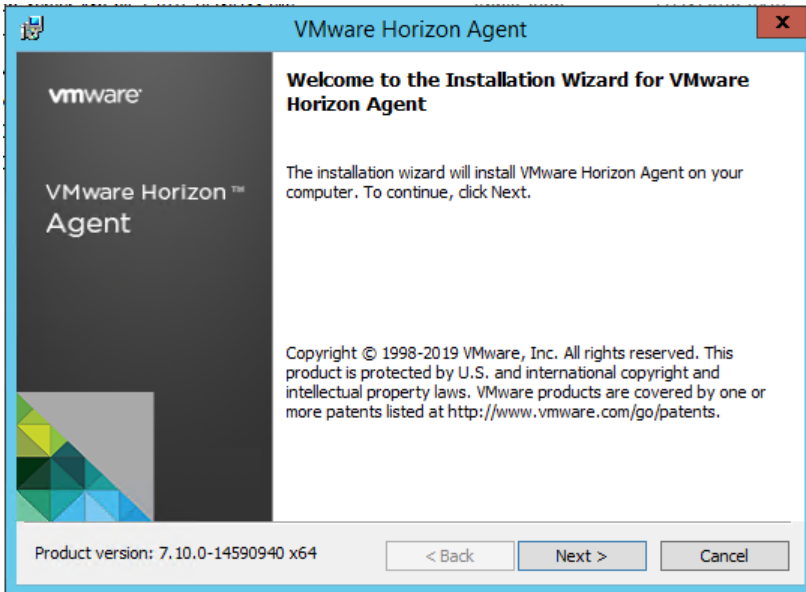 VMware Horizon Agent
x
vmware
Welcome to the Installation Wizard for VMware
Horizon Agent
The installation wizard will install VMware Horizon Agent on your
computer. To continue, click Next.
VMware Horizon ™
Agent
Copyright © 1998-2019 VMware, Inc. All rights reserved. This
product is protected by U.S. and international copyright and
intellectual property laws. VMware products are covered by one or
more patents listed at http://www.vmware.com/go/patents.
Product version: 7.10.0-14590940 x64
< Back
Next >
Cancel